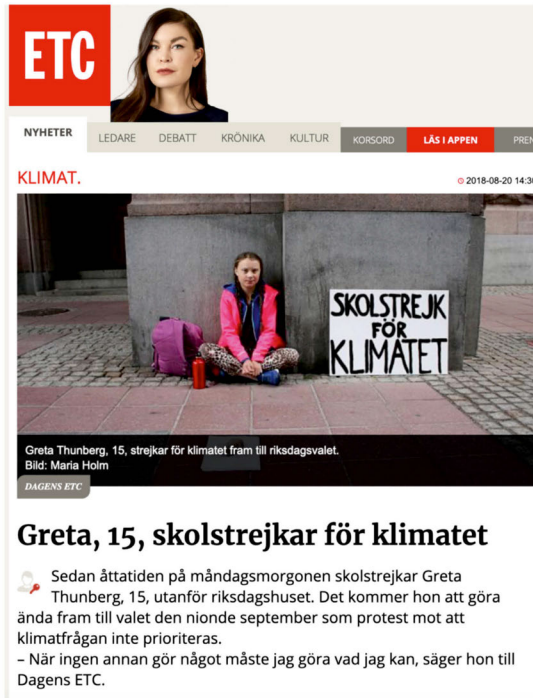 ETC
NYHETER
LEDARE
DEBATT
KRÖNIKA
KULTUR
KORSORD
LÄS I APPEN
KLIMAT.
2018-08-20 14:30
SKOLSTREJK
FÖR
KLIMATET
Greta Thunberg, 15, strejkar för klimatet fram till riksdagsvalet.
Bild: Maria Holm
DAGENS ETC
Greta, 15, skolstrejkar för klimatet
Sedan åttatiden på måndagsmorgonen skolstrejkar Greta
Thunberg, 15, utanför riksdagshuset. Det kommer hon att göra
ända fram till valet den nionde september som protest mot att
klimatfrågan inte prioriteras.
– När ingen annan gör något måste jag göra vad jag kan, säger hon till
Dagens ETC.